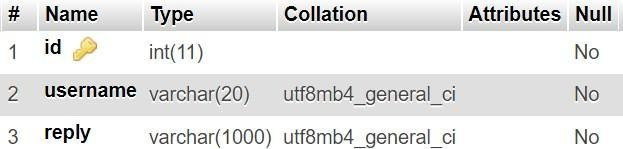 # Name Type Collation Attributes Null
1 id int(11) No
2 username varchar(20) utf8mb4_general_ci No
3 reply varchar(1000) utf8mb4_general_ci No